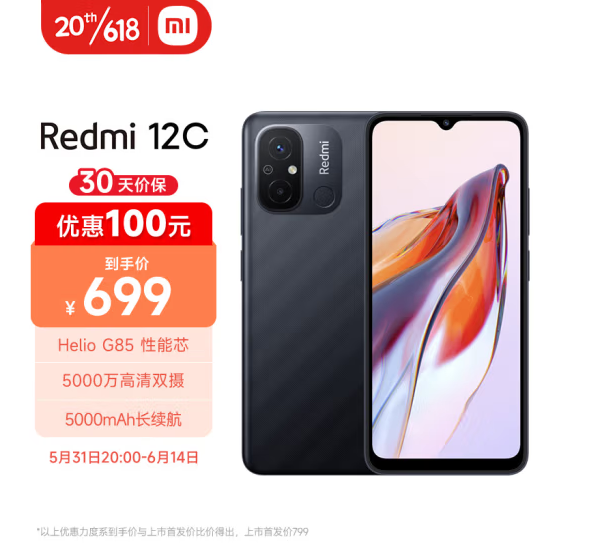 20th/618
mi
Redmi 12C
30天价保
优惠100元
到手价
¥699
Helio G85 性能芯
5000万高清双摄
5000mAh长续航
5月31日20:00-6月14日
Redmi
AI
*以上优惠力度系到手价与上市首发价比价得出，上市首发价799